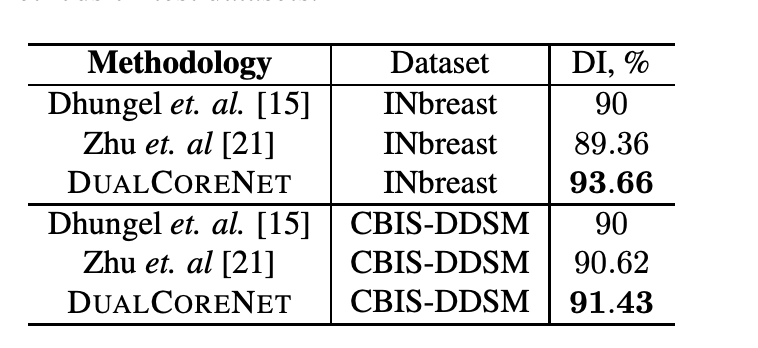 Methodology Dataset DI, %
Dhungel et. al. [15] INbreast 90
Zhu et. al [21] INbreast 89.36
DUALCORENET INbreast 93.66
Dhungel et. al. [15] CBIS-DDSM 90
Zhu et. al [21] CBIS-DDSM 90.62
DUALCORENET CBIS-DDSM 91.43